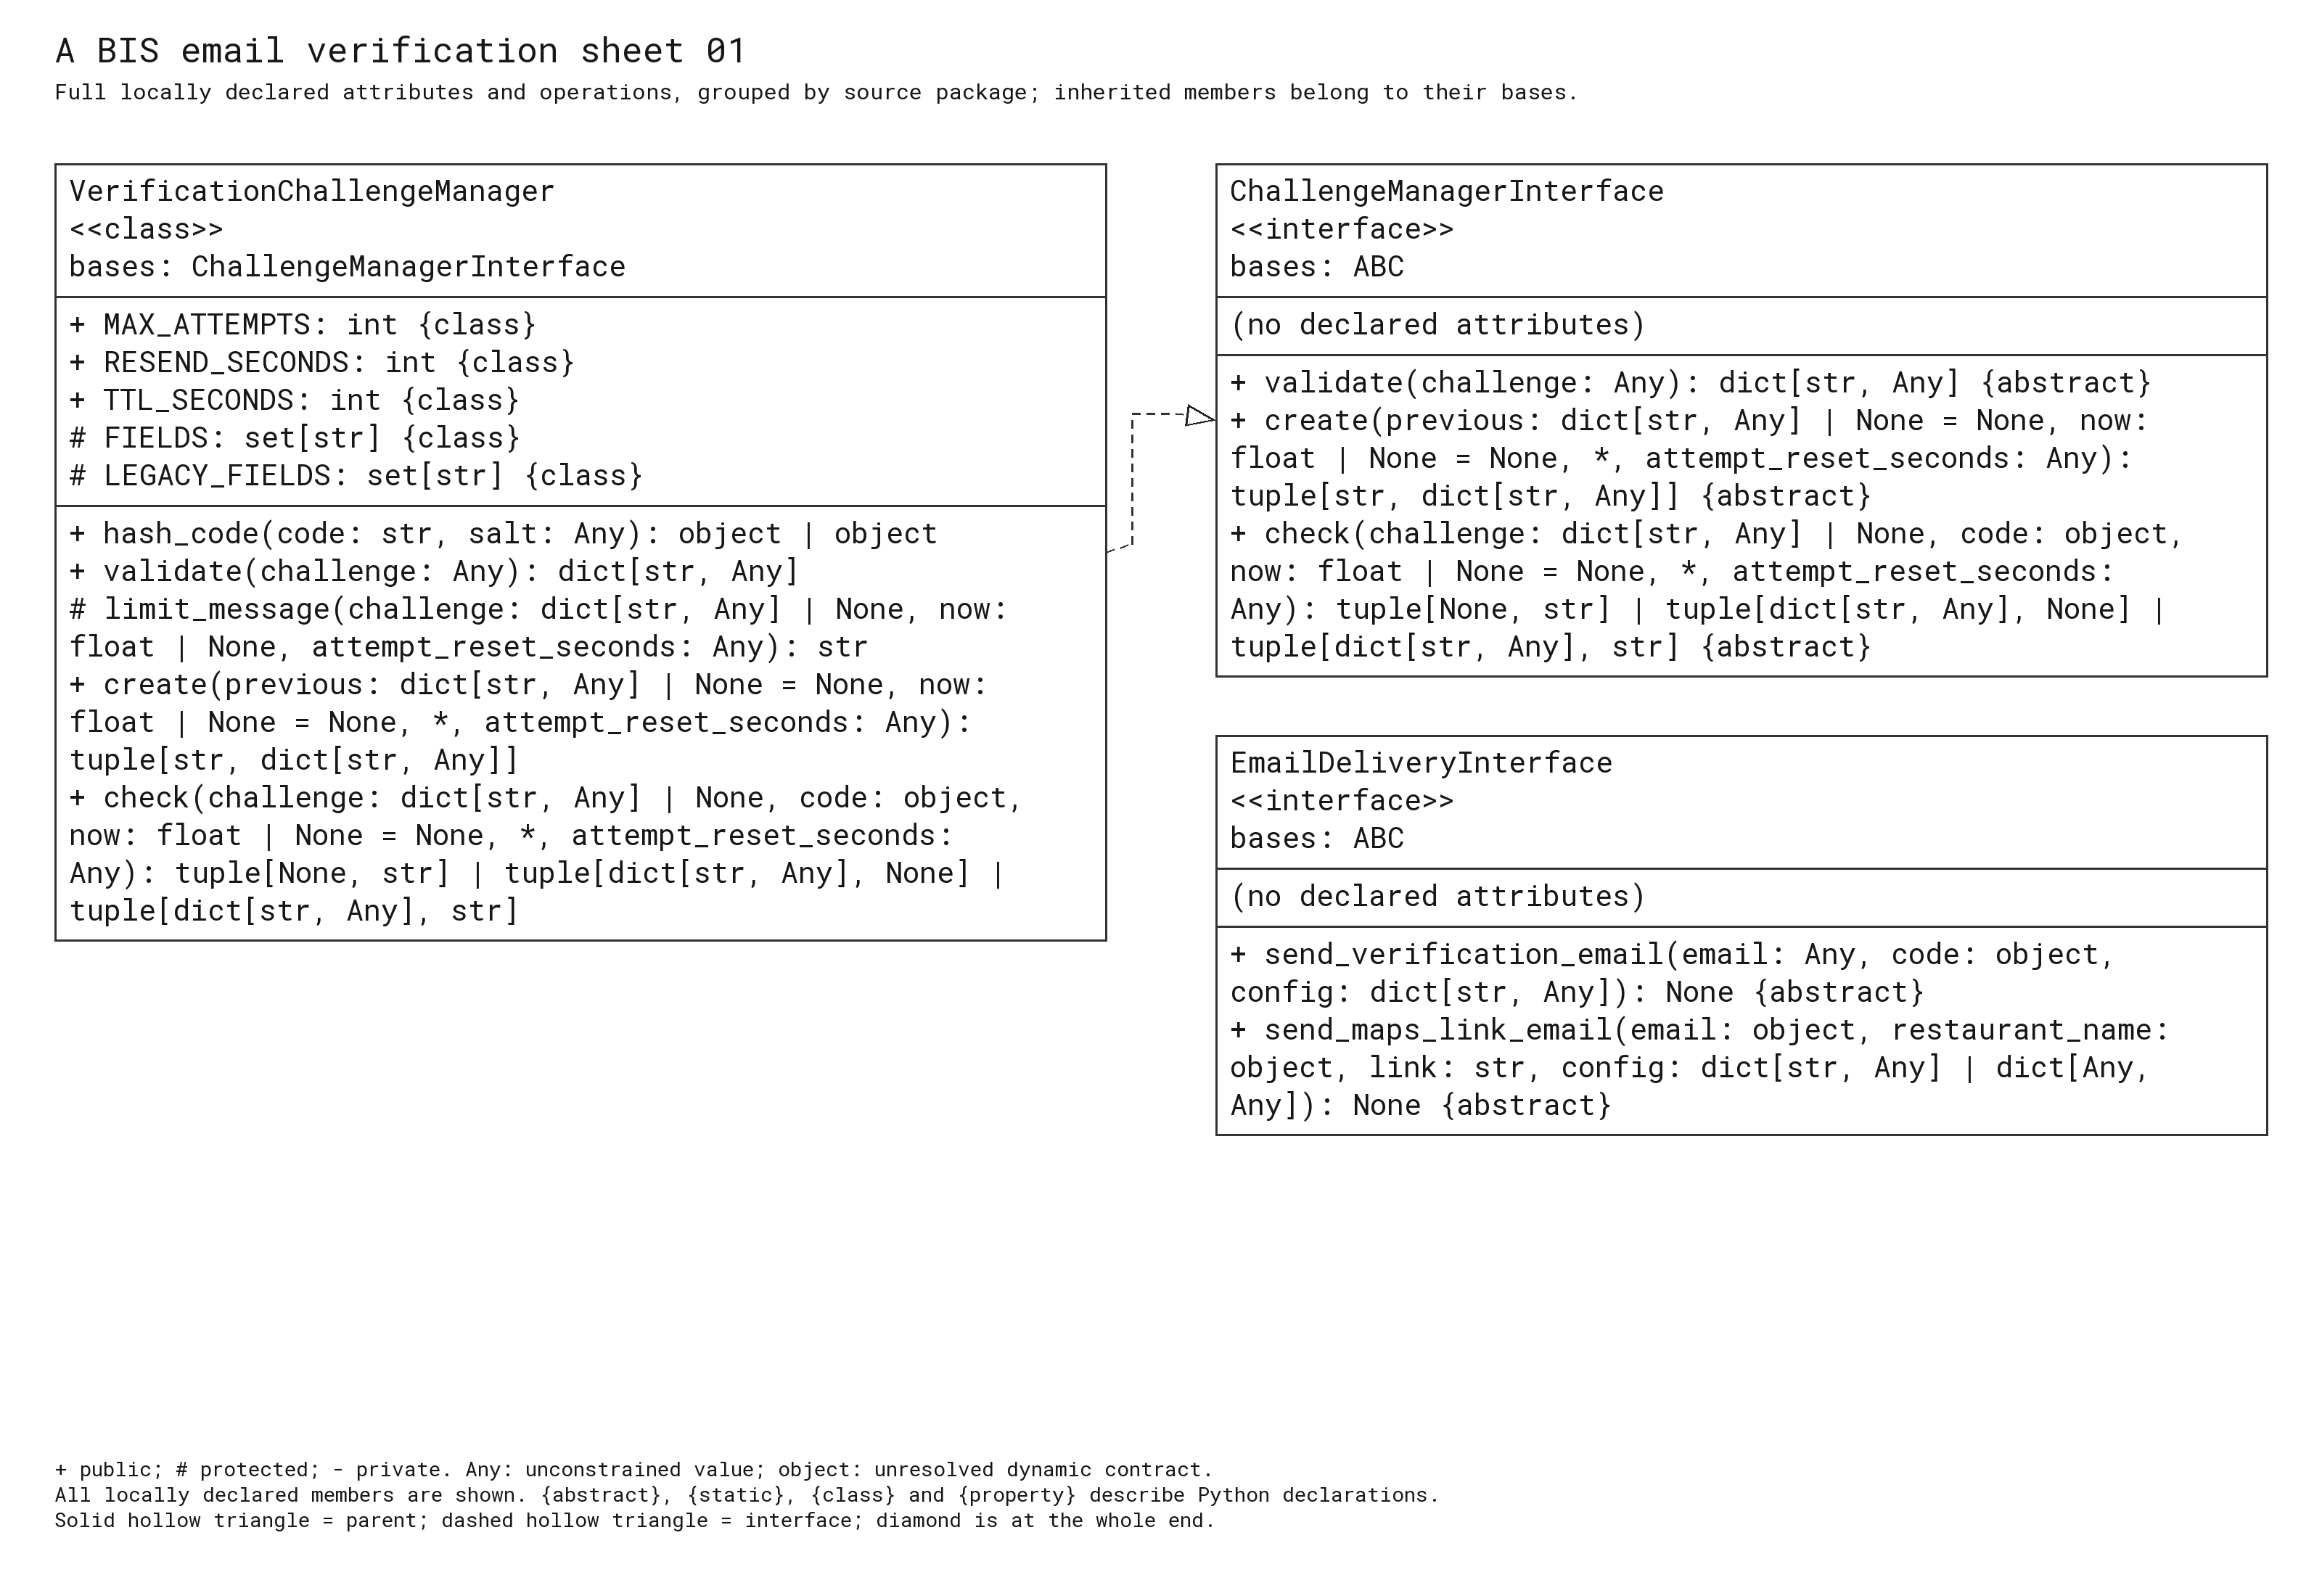 A BIS email verification sheet 01
Full locally declared attributes and operations, grouped by source package; inherited members belong to their bases.
VerificationChallengeManager
<<class>>
bases: ChallengeManagerInterface
+ MAX_ATTEMPTS: int {class}
+ RESEND_SECONDS: int {class}
+ TTL_SECONDS: int {class}
# FIELDS: set[str] {class}
# LEGACY_FIELDS: set[str] {class}
+ hash_code(code: str, salt: Any): object | object
+ validate(challenge: Any): dict[str, Any]
# limit_message(challenge: dict[str, Any] | None, now:
float | None, attempt_reset_seconds: Any): str
+ create(previous: dict[str, Any] | None = None, now:
float | None = None, *, attempt_reset_seconds: Any):
tuple[str, dict[str, Any]]
+ check(challenge: dict[str, Any] | None, code: object,
now: float | None = None, *, attempt_reset_seconds:
Any): tuple[None, str] | tuple[dict[str, Any], None] |
tuple[dict[str, Any], str]
ChallengeManagerInterface
<<interface>>
bases: ABC
(no declared attributes)
+ validate(challenge: Any): dict[str, Any] {abstract}
+ create(previous: dict[str, Any] | None = None, now:
float | None = None, *, attempt_reset_seconds: Any):
tuple[str, dict[str, Any]] {abstract}
+ check(challenge: dict[str, Any] | None, code: object,
now: float | None = None, *, attempt_reset_seconds:
Any): tuple[None, str] | tuple[dict[str, Any], None] |
tuple[dict[str, Any], str] {abstract}
EmailDeliveryInterface
<<interface>>
bases: ABC
(no declared attributes)
+ send_verification_email(email: Any, code: object,
config: dict[str, Any]): None {abstract}
+ send_maps_link_email(email: object, restaurant_name:
object, link: str, config: dict[str, Any] | dict[Any,
Any]): None {abstract}
+ public; # protected; - private. Any: unconstrained value; object: unresolved dynamic contract.
All locally declared members are shown. {abstract}, {static}, {class} and {property} describe Python declarations.
Solid hollow triangle = parent; dashed hollow triangle = interface; diamond is at the whole end.